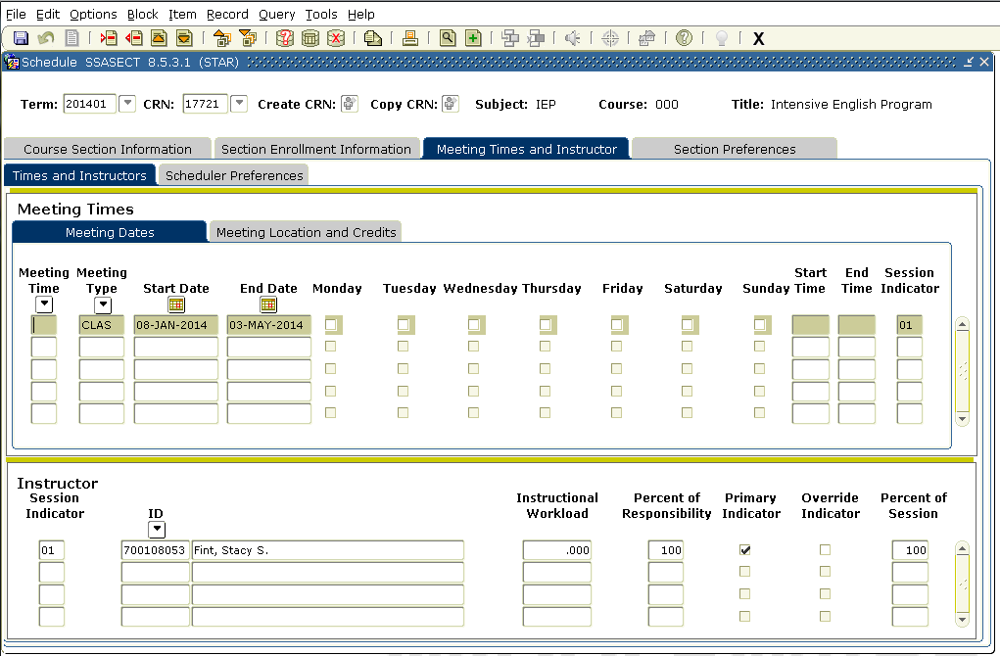 File Edit Options Block Item Record Query Tools Help
X
Schedule SSASECT 8.5.3.1 (STAR)
Term: 201401 CRN: 17721 Create CRN: Copy CRN: Subject: IEP Course: 000 Title: Intensive English Program
Course Section Information Section Enrollment Information Meeting Times and Instructor Section Preferences
Times and Instructors Scheduler Preferences
Meeting Times
Meeting Dates Meeting Location and Credits
Meeting Meeting Start End Session
Time Type Start Date End Date Monday Tuesday Wednesday Thursday Friday Saturday Sunday Time Time Indicator
CLAS 08-JAN-2014 03-MAY-2014 01
Instructor
Session Instructional Percent of Primary Override Percent of
Indicator ID Workload Responsibility Indicator Indicator Session
01 700108053 Fint, Stacy S. .000 100 100